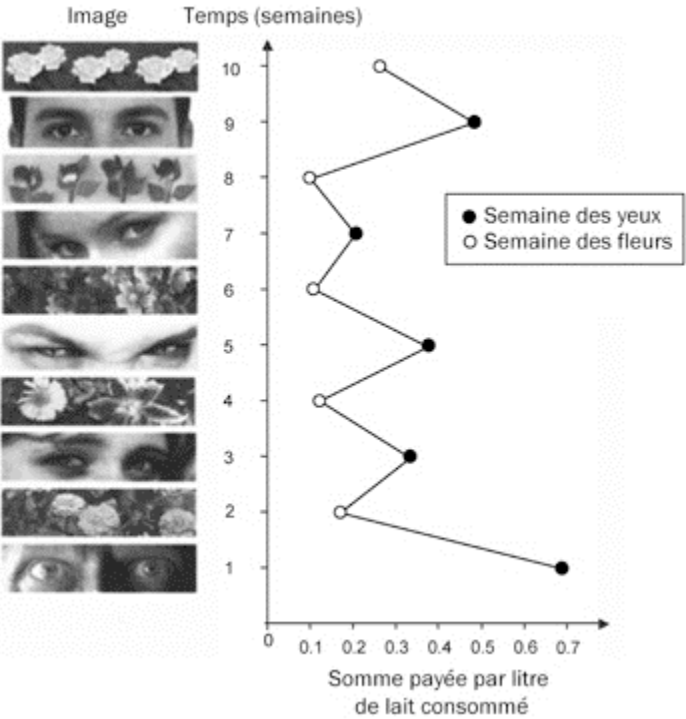 Image Temps (semaines)
10
9
8
7
6
5
4
3
2
1
Semaine des yeux
Semaine des fleurs
0 0.1 0.2 0.3 0.4 0.5 0.6 0.7
Somme payée par litre
de lait consommé